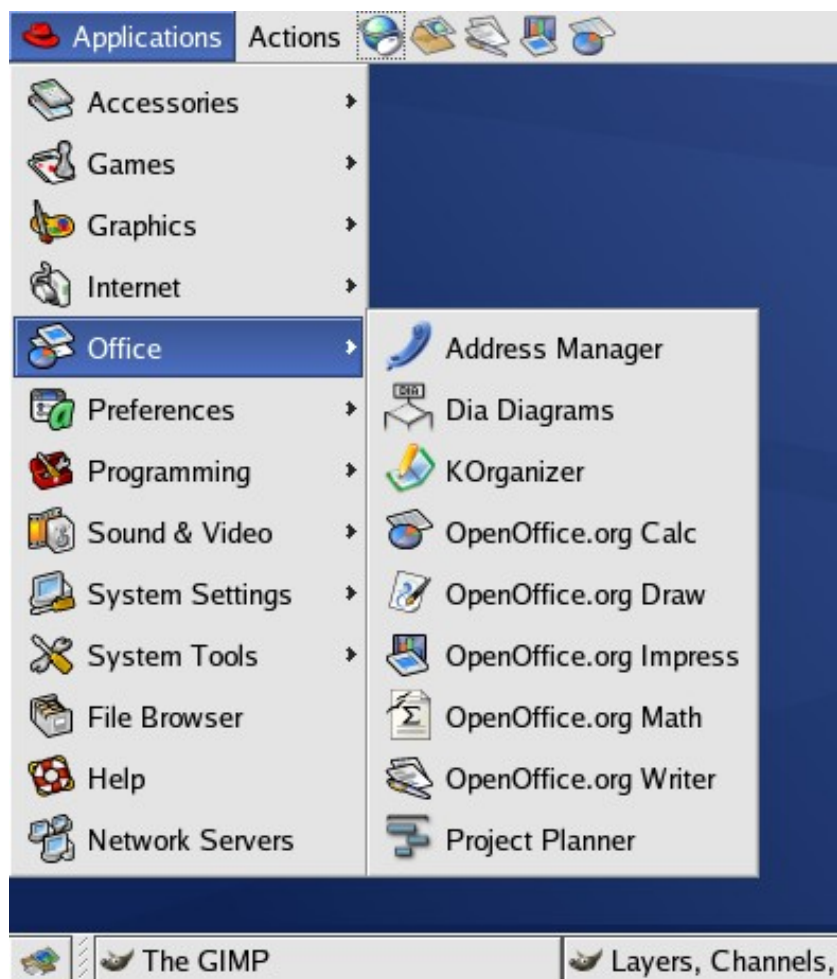 Applications Actions
Accessories
Games
Graphics
Internet
Office
Preferences
Programming
Sound & Video
System Settings
System Tools
File Browser
Help
Network Servers
Address Manager
DIA
Dia Diagrams
KOrganizer
OpenOffice.org Calc
OpenOffice.org Draw
OpenOffice.org Impress
Σ
OpenOffice.org Math
OpenOffice.org Writer
Project Planner
The GIMP
Layers, Channels,